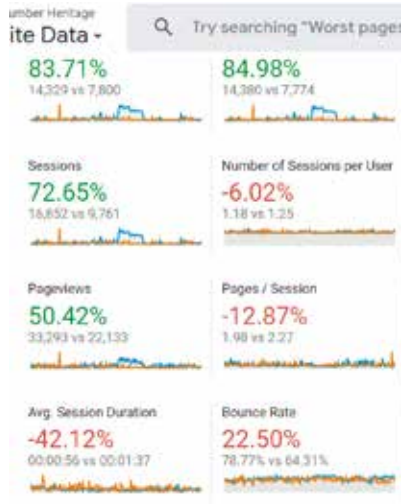 umber Heritage
ite Data
Try searching "Worst pages
83.71%
14,329 vs 7,800
84.98%
14,380 vs 7,774
Sessions
72.65%
16,852 vs 9,761
Number of Sessions per User
-6.02%
1.18 vs 1.25
Pageviews
50.42%
33,293 vs 22,133
Pages / Session
-12.87%
1.98 vs 2.27
Avg. Session Duration
-42.12%
00:00:56 vs 00:01:37
Bounce Rate
22.50%
78.77% vs 64.31%